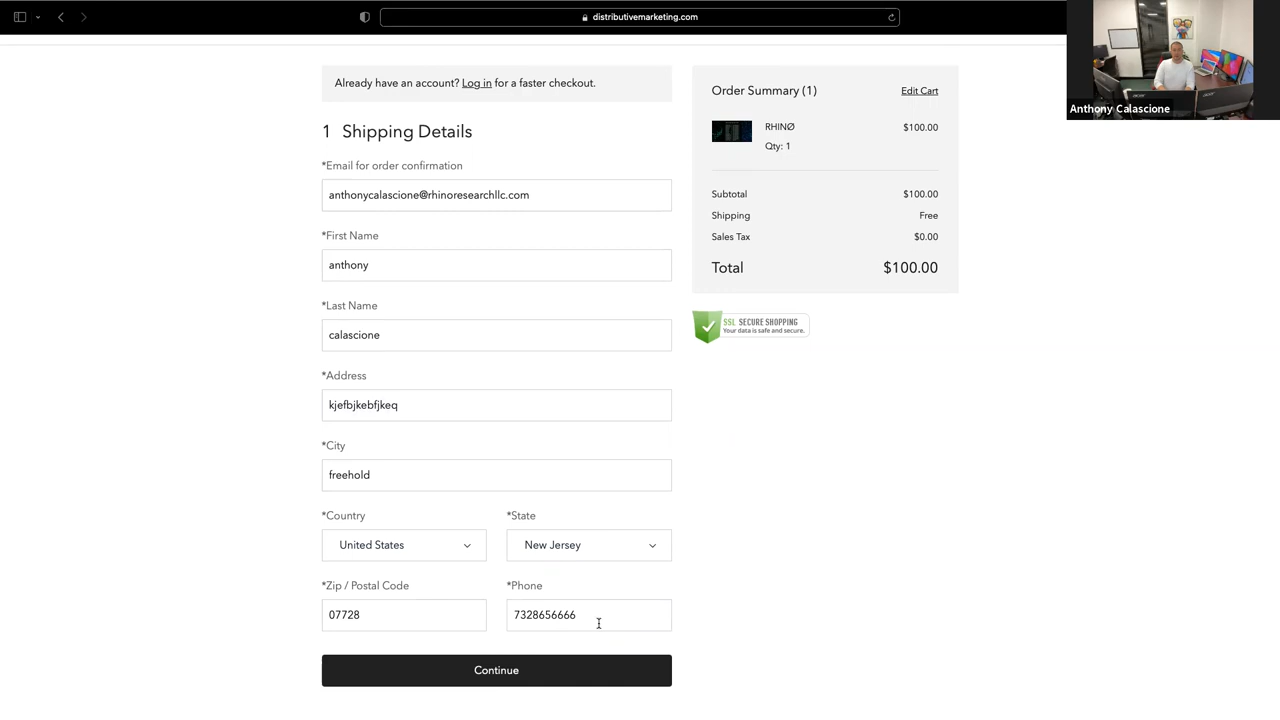 distributivemarketing.com
Anthony Calascione
Already have an account? Log in for a faster checkout.
1 Shipping Details
*Email for order confirmation
anthonycalascione@rhinoresearchllc.com
*First Name
anthony
*Last Name
calascione
*Address
kjefbjkebfjkeq
*City
freehold
*Country
*State
United States
New Jersey
*Zip / Postal Code
*Phone
07728
7328656666
Continue
Order Summary (1)
Edit Cart
RHINØ
$100.00
Qty: 1
Subtotal
$100.00
Shipping
Free
Sales Tax
$0.00
Total
$100.00
SSL SECURE SHOPPING
Your data is safe and secure.